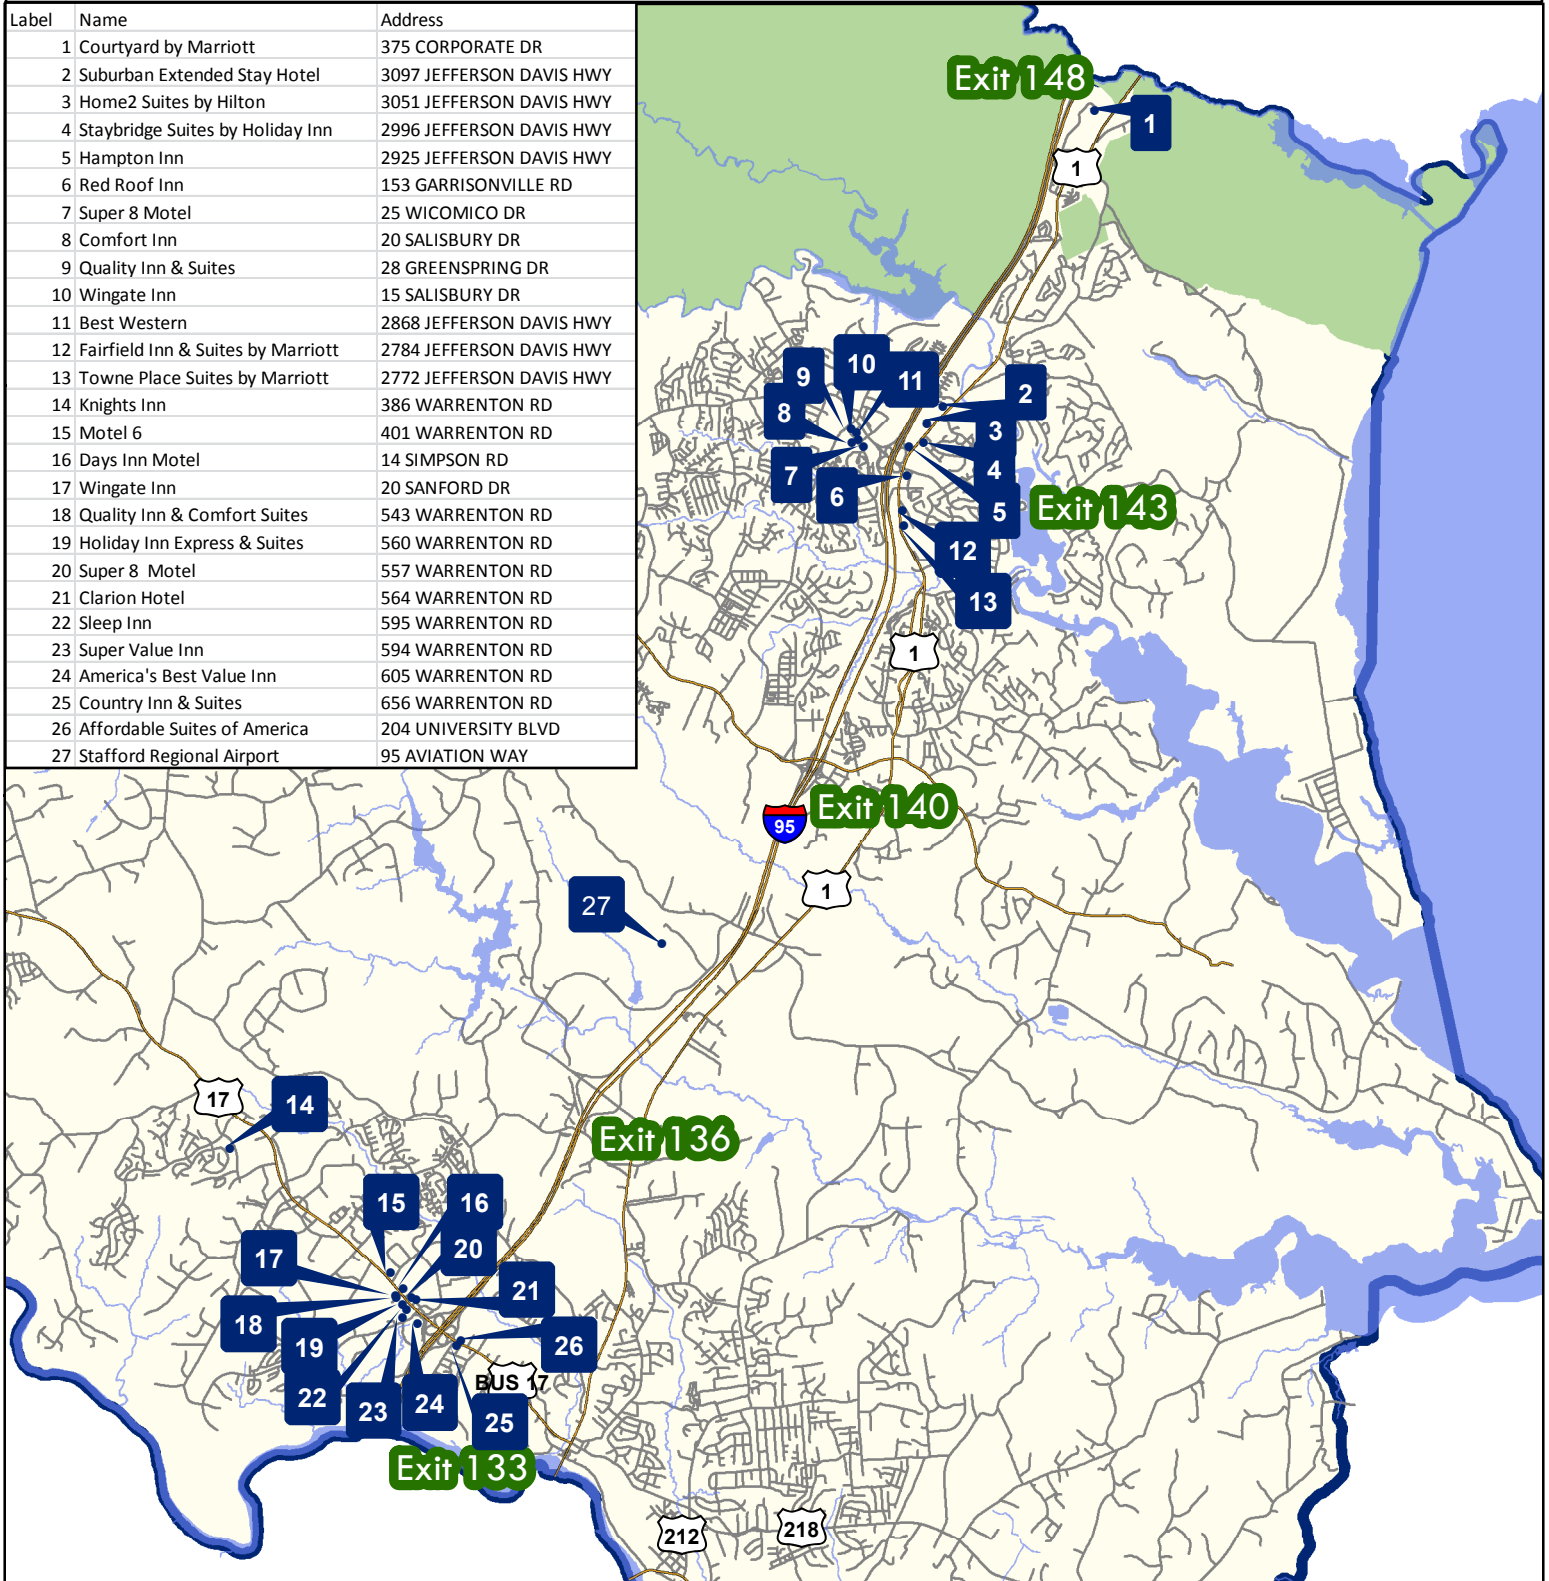 Label Name Address
1 Courtyard by Marriott 375 CORPORATE DR
2 Suburban Extended Stay Hotel 3097 JEFFERSON DAVIS HWY
3 Home2 Suites by Hilton 3051 JEFFERSON DAVIS HWY
4 Staybridge Suites by Holiday Inn 2996 JEFFERSON DAVIS HWY
5 Hampton Inn 2925 JEFFERSON DAVIS HWY
6 Red Roof Inn 153 GARRISONVILLE RD
7 Super 8 Motel 25 WICOMICO DR
8 Comfort Inn 20 SALISBURY DR
9 Quality Inn & Suites 28 GREENSPRING DR
10 Wingate Inn 15 SALISBURY DR
11 Best Western 2868 JEFFERSON DAVIS HWY
12 Fairfield Inn & Suites by Marriott 2784 JEFFERSON DAVIS HWY
13 Towne Place Suites by Marriott 2772 JEFFERSON DAVIS HWY
14 Knights Inn 386 WARRENTON RD
15 Motel 6 401 WARRENTON RD
16 Days Inn Motel 14 SIMPSON RD
17 Wingate Inn 20 SANFORD DR
18 Quality Inn & Comfort Suites 543 WARRENTON RD
19 Holiday Inn Express & Suites 560 WARRENTON RD
20 Super 8 Motel 557 WARRENTON RD
21 Clarion Hotel 564 WARRENTON RD
22 Sleep Inn 595 WARRENTON RD
23 Super Value Inn 594 WARRENTON RD
24 America's Best Value Inn 605 WARRENTON RD
25 Country Inn & Suites 656 WARRENTON RD
26 Affordable Suites of America 204 UNIVERSITY BLVD
27 Stafford Regional Airport 95 AVIATION WAY
Exit 148
1
1
10
9
11
2
8
3
7
4
6
5
Exit 143
12
13
1
Exit 140
95
1
27
17
14
Exit 136
15
16
20
17
21
18
19
26
BUS 17
22
23
24
25
Exit 133
212
218